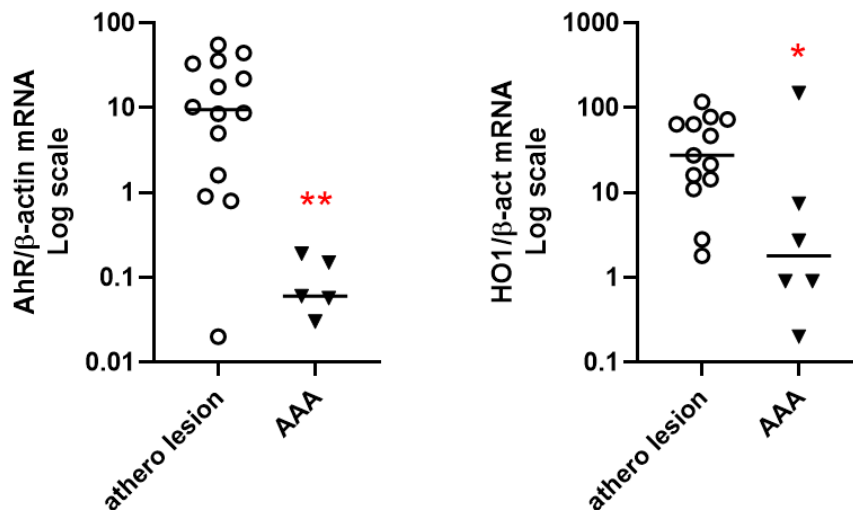 AhR/β-actin mRNA
Log scale
100
10
1
0.1
0.01
**
athero lesion
AAA
HO1/β-act mRNA
Log scale
1000
100
10
1
0.1
*
athero lesion
AAA